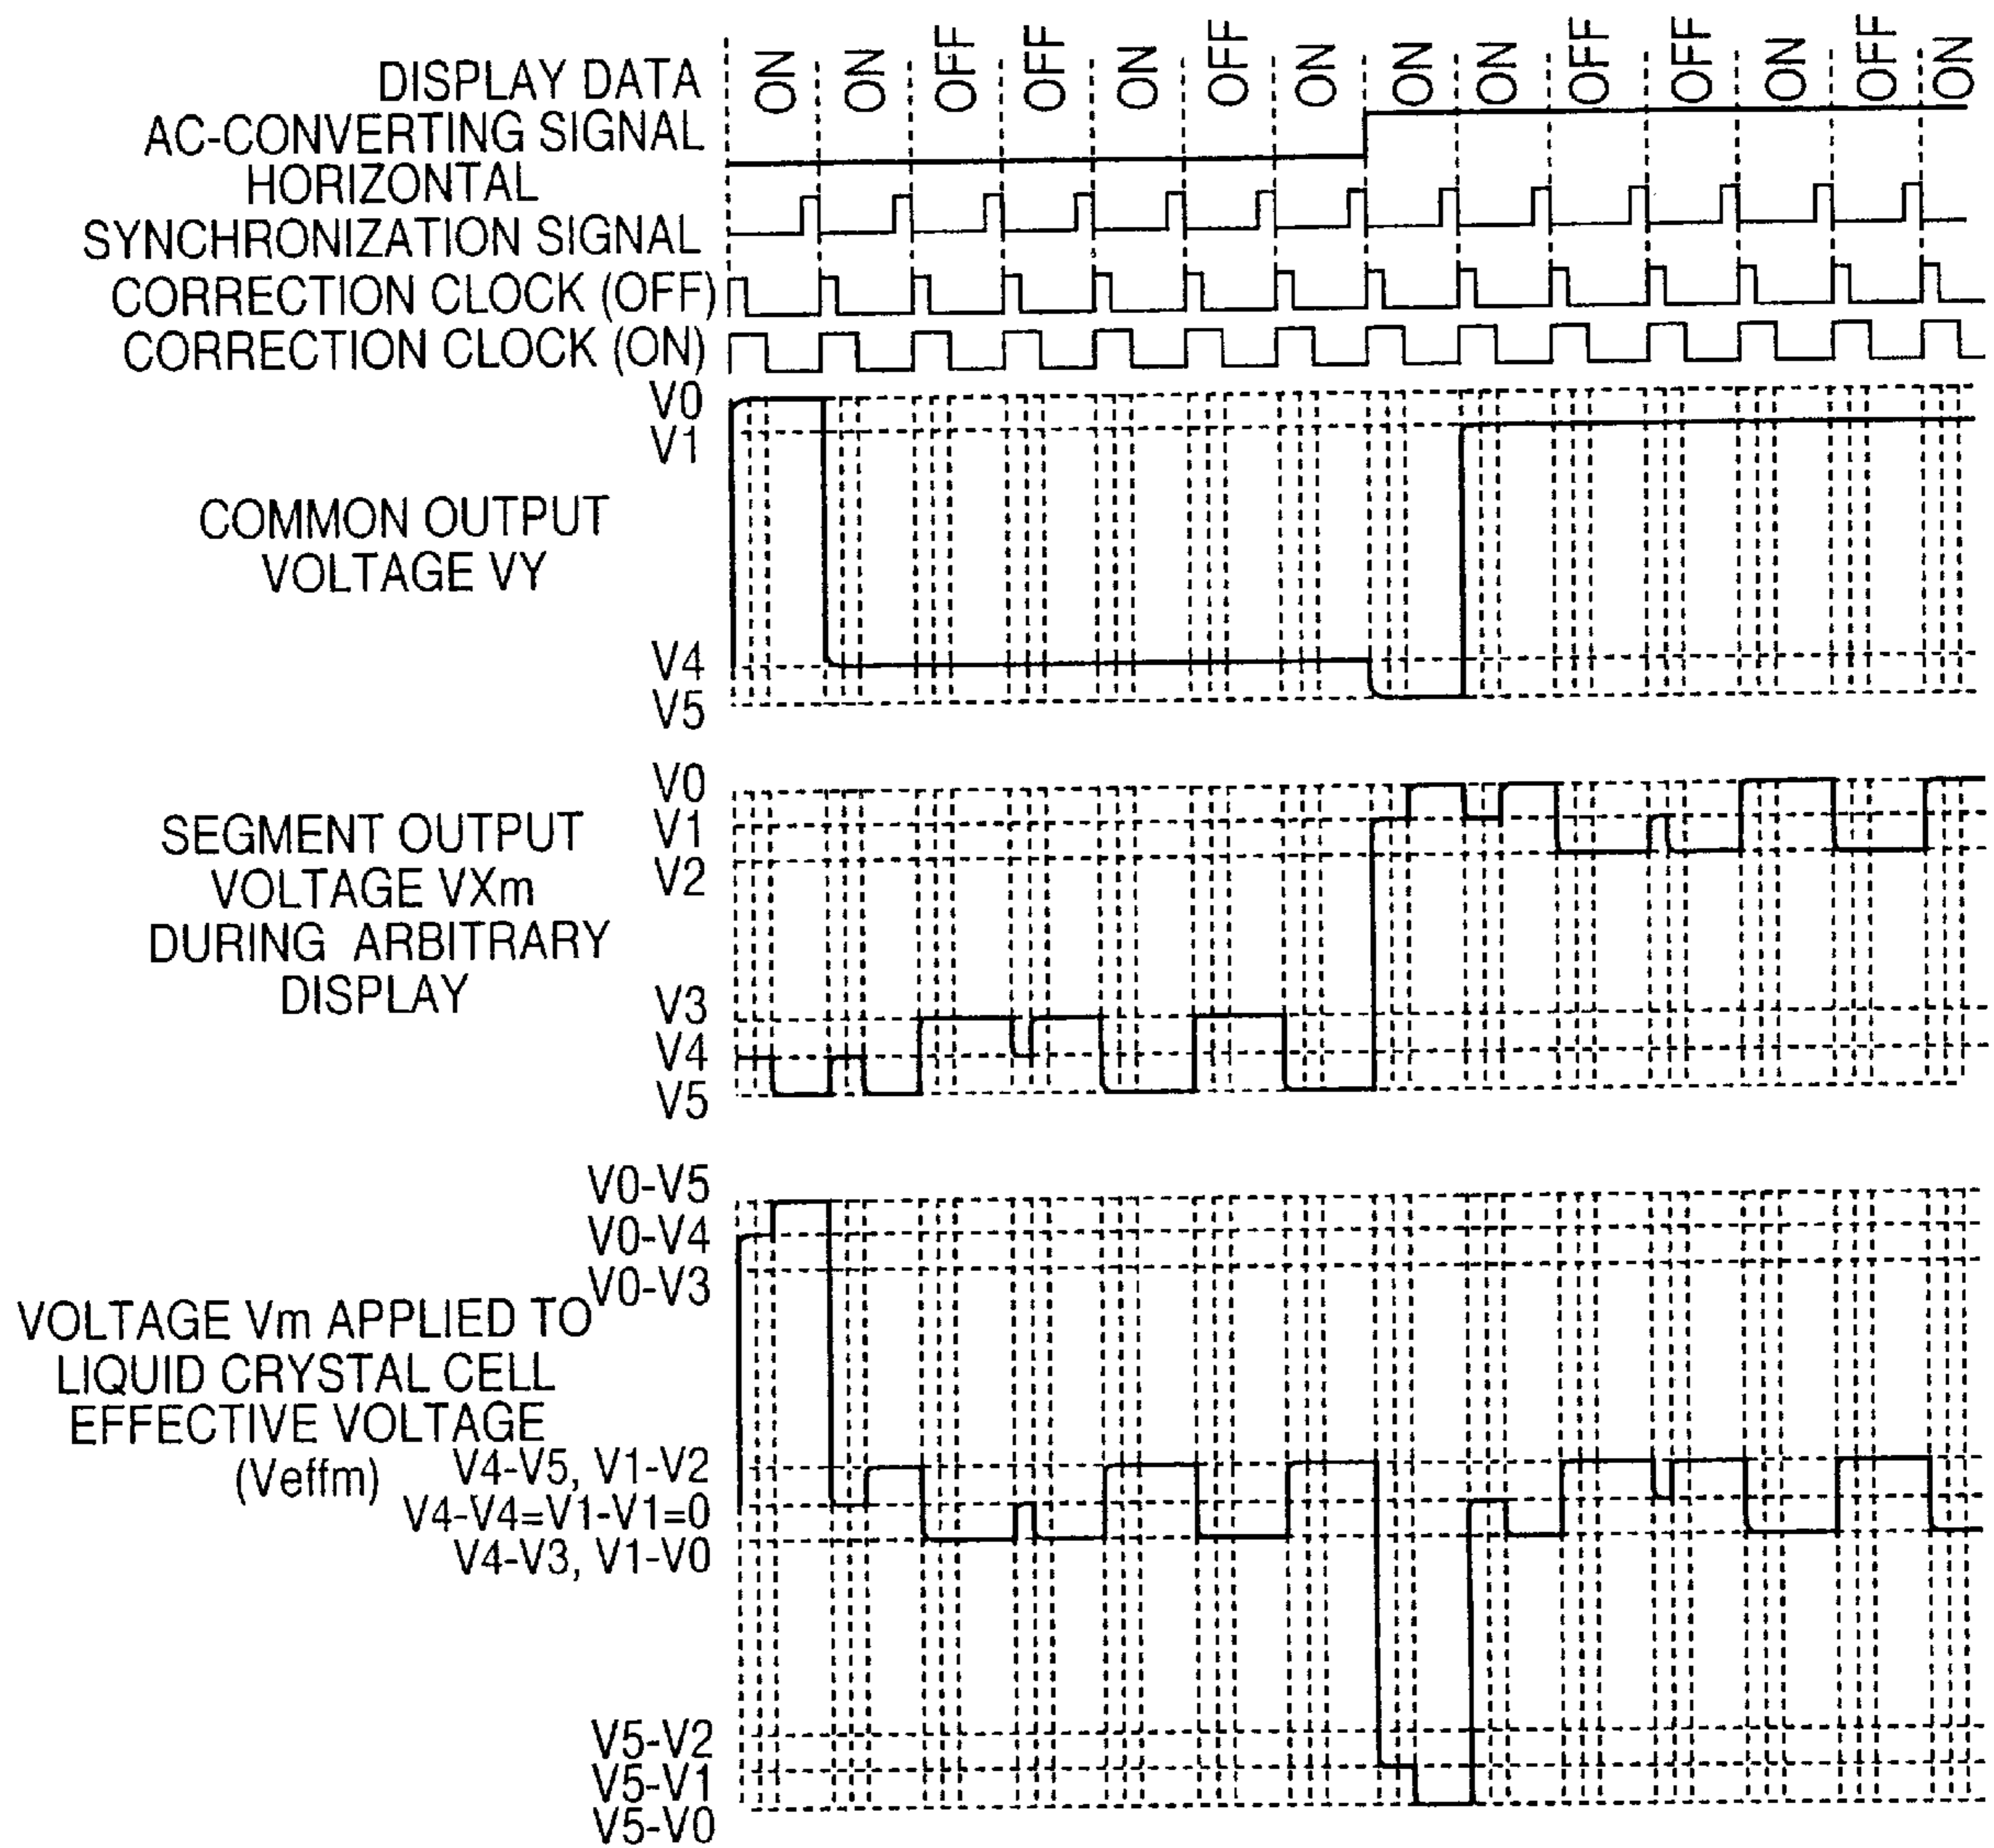 DISPLAY DATA
ON ON OFF OFF ON OFF ON ON ON OFF OFF ON OFF ON
AC-CONVERTING SIGNAL
HORIZONTAL
SYNCHRONIZATION SIGNAL
CORRECTION CLOCK (OFF)
CORRECTION CLOCK (ON)
V0
V1
COMMON OUTPUT
VOLTAGE VY
V4
V5
V0
V1
V2
SEGMENT OUTPUT
VOLTAGE VXm
DURING ARBITRARY
DISPLAY
V3
V4
V5
V0-V5
V0-V4
V0-V3
VOLTAGE Vm APPLIED TO
LIQUID CRYSTAL CELL
EFFECTIVE VOLTAGE
(Veffm)
V4-V5, V1-V2
V4-V4=V1-V1=0
V4-V3, V1-V0
V5-V2
V5-V1
V5-V0